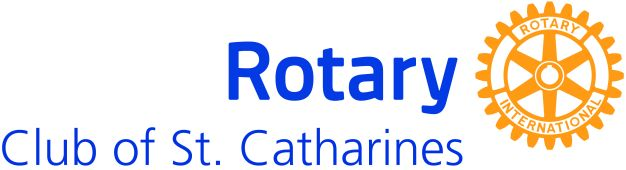 Rotary
Club of St. Catharines
ROTARY
INTERNATIONAL